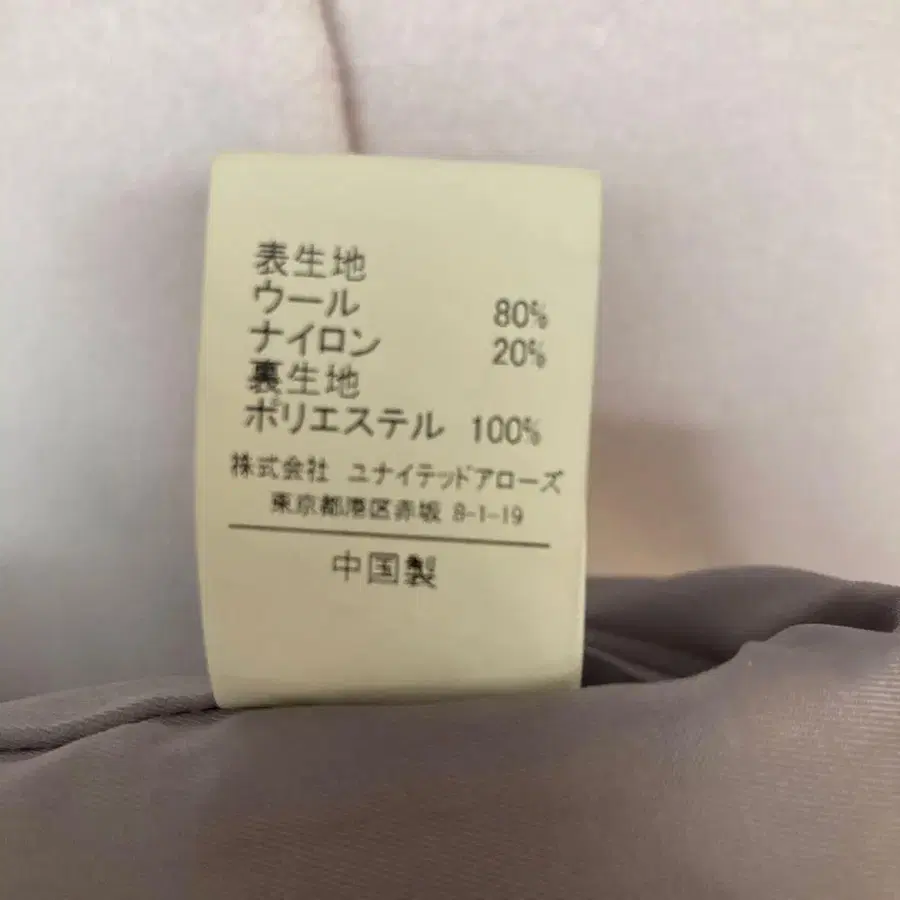 表生地
ウール 80%
ナイロン 20%
裏生地
ポリエステル 100%
株式会社 ユナイテッドアローズ
東京都港区赤坂 8-1-19
中国製